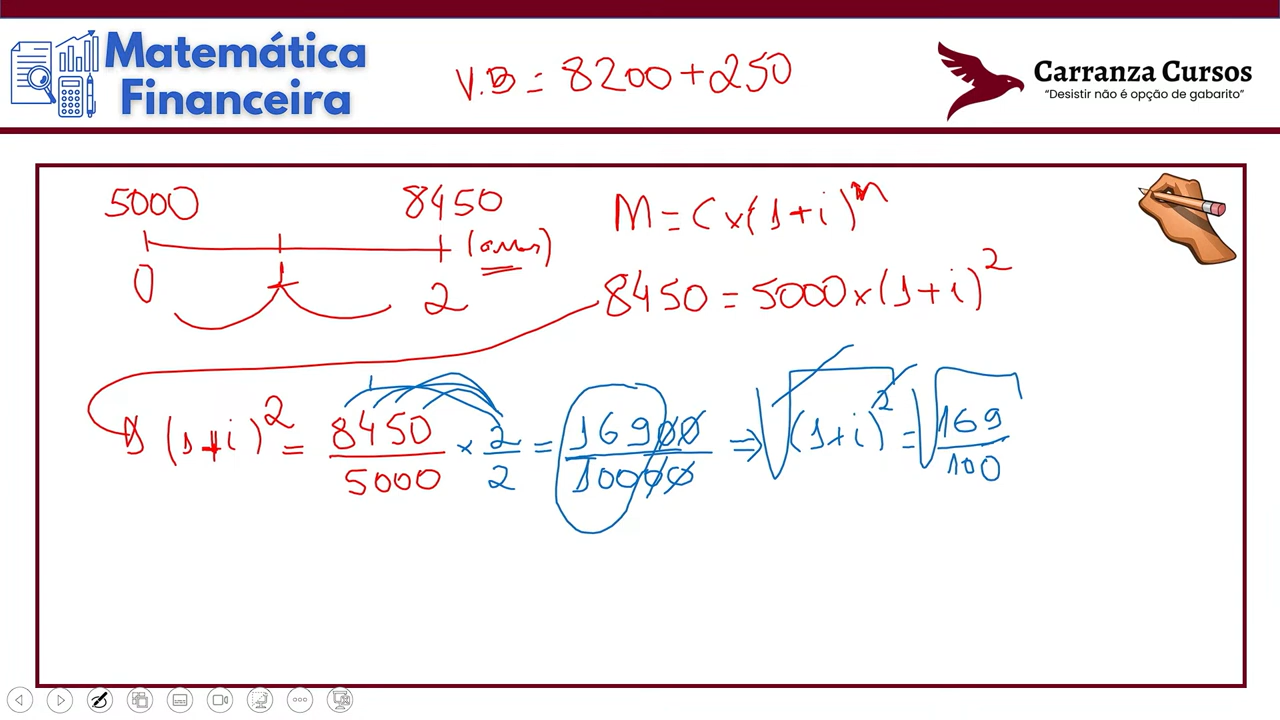 Matemática
Financeira
V.B = 8200 + 250
Carranza Cursos
“Desistir não é opção de gabarito”
5000 8450
(anos)
0 1 2
M = C x (1 + i)^n
8450 = 5000 x (1 + i)^2
(1 + i)^2 = 8450/5000 x 2/2 = 16900/10000 ⇒ √(1 + i)^2 = √169/100